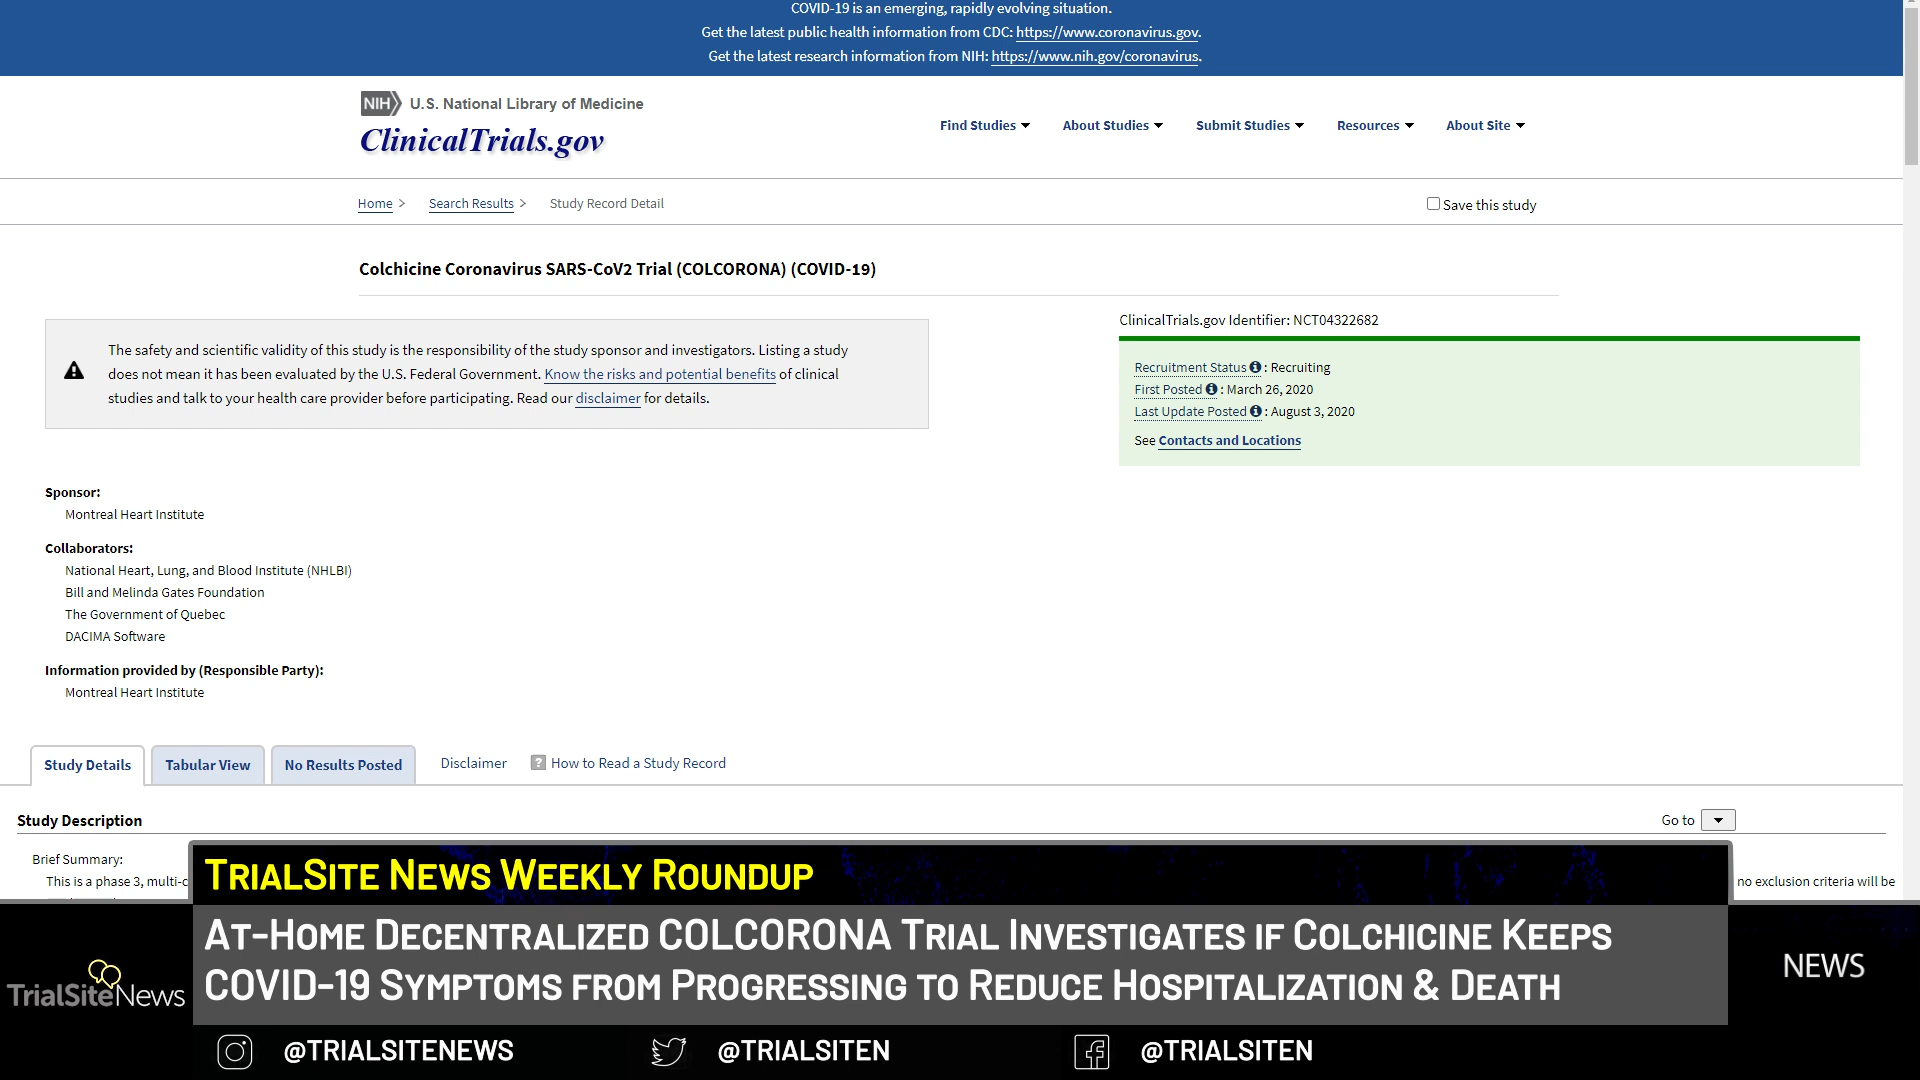 COVID-19 is an emerging, rapidly evolving situation.
Get the latest public health information from CDC: https://www.coronavirus.gov.
Get the latest research information from NIH: https://www.nih.gov/coronavirus.
NIH U.S. National Library of Medicine
ClinicalTrials.gov
Find Studies About Studies Submit Studies Resources About Site
Home > Search Results > Study Record Detail
Save this study
Colchicine Coronavirus SARS-CoV2 Trial (COLCORONA) (COVID-19)
The safety and scientific validity of this study is the responsibility of the study sponsor and investigators. Listing a study
does not mean it has been evaluated by the U.S. Federal Government. Know the risks and potential benefits of clinical
studies and talk to your health care provider before participating. Read our disclaimer for details.
ClinicalTrials.gov Identifier: NCT04322682
Recruitment Status : Recruiting
First Posted : March 26, 2020
Last Update Posted : August 3, 2020
See Contacts and Locations
Sponsor:
Montreal Heart Institute
Collaborators:
National Heart, Lung, and Blood Institute (NHLBI)
Bill and Melinda Gates Foundation
The Government of Quebec
DACIMA Software
Information provided by (Responsible Party):
Montreal Heart Institute
Study Details Tabular View No Results Posted Disclaimer ? How to Read a Study Record
Study Description
Go to
Brief Summary:
This is a phase 3, multi-c
no exclusion criteria will be
TrialSite News Weekly Roundup
At-Home Decentralized COLCORONA Trial Investigates if Colchicine Keeps
COVID-19 Symptoms from Progressing to Reduce Hospitalization & Death
TrialSiteNews
NEWS
@TRIALSITENEWS
@TRIALSITEN
@TRIALSITEN